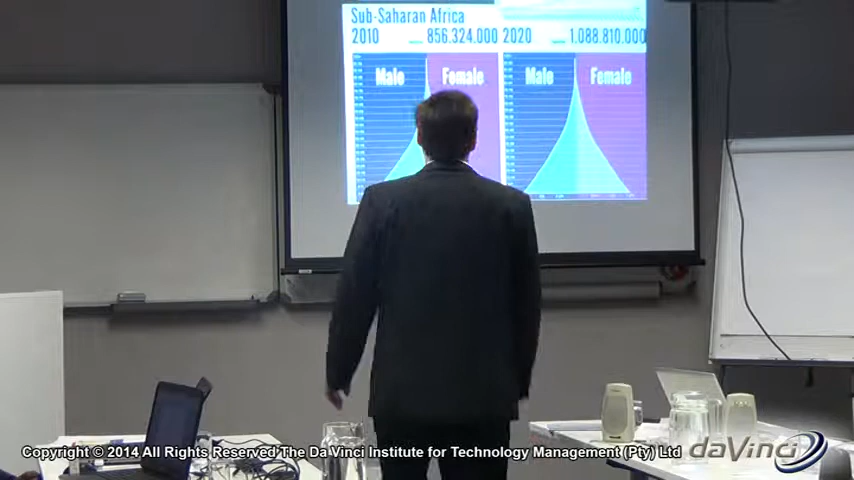 Sub-Saharan Africa
2010 856.324.000 2020 1.088.810.000
Male Female Male Female
Copyright © 2014 All Rights Reserved The Da Vinci Institute for Technology Management (Pty) Ltd
daVinci